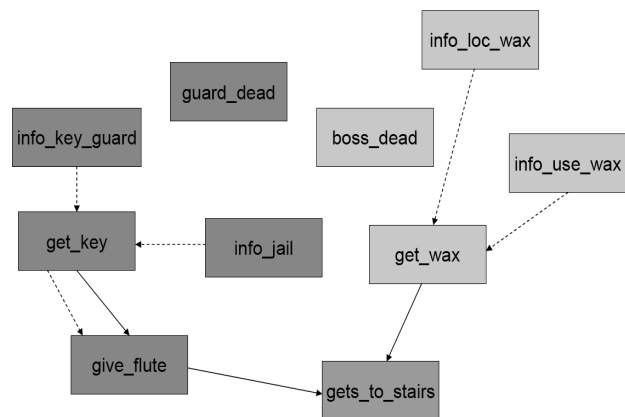 info_loc_wax
guard_dead
info_key_guard
boss_dead
info_use_wax
get_key
info_jail
get_wax
give_flute
gets_to_stairs